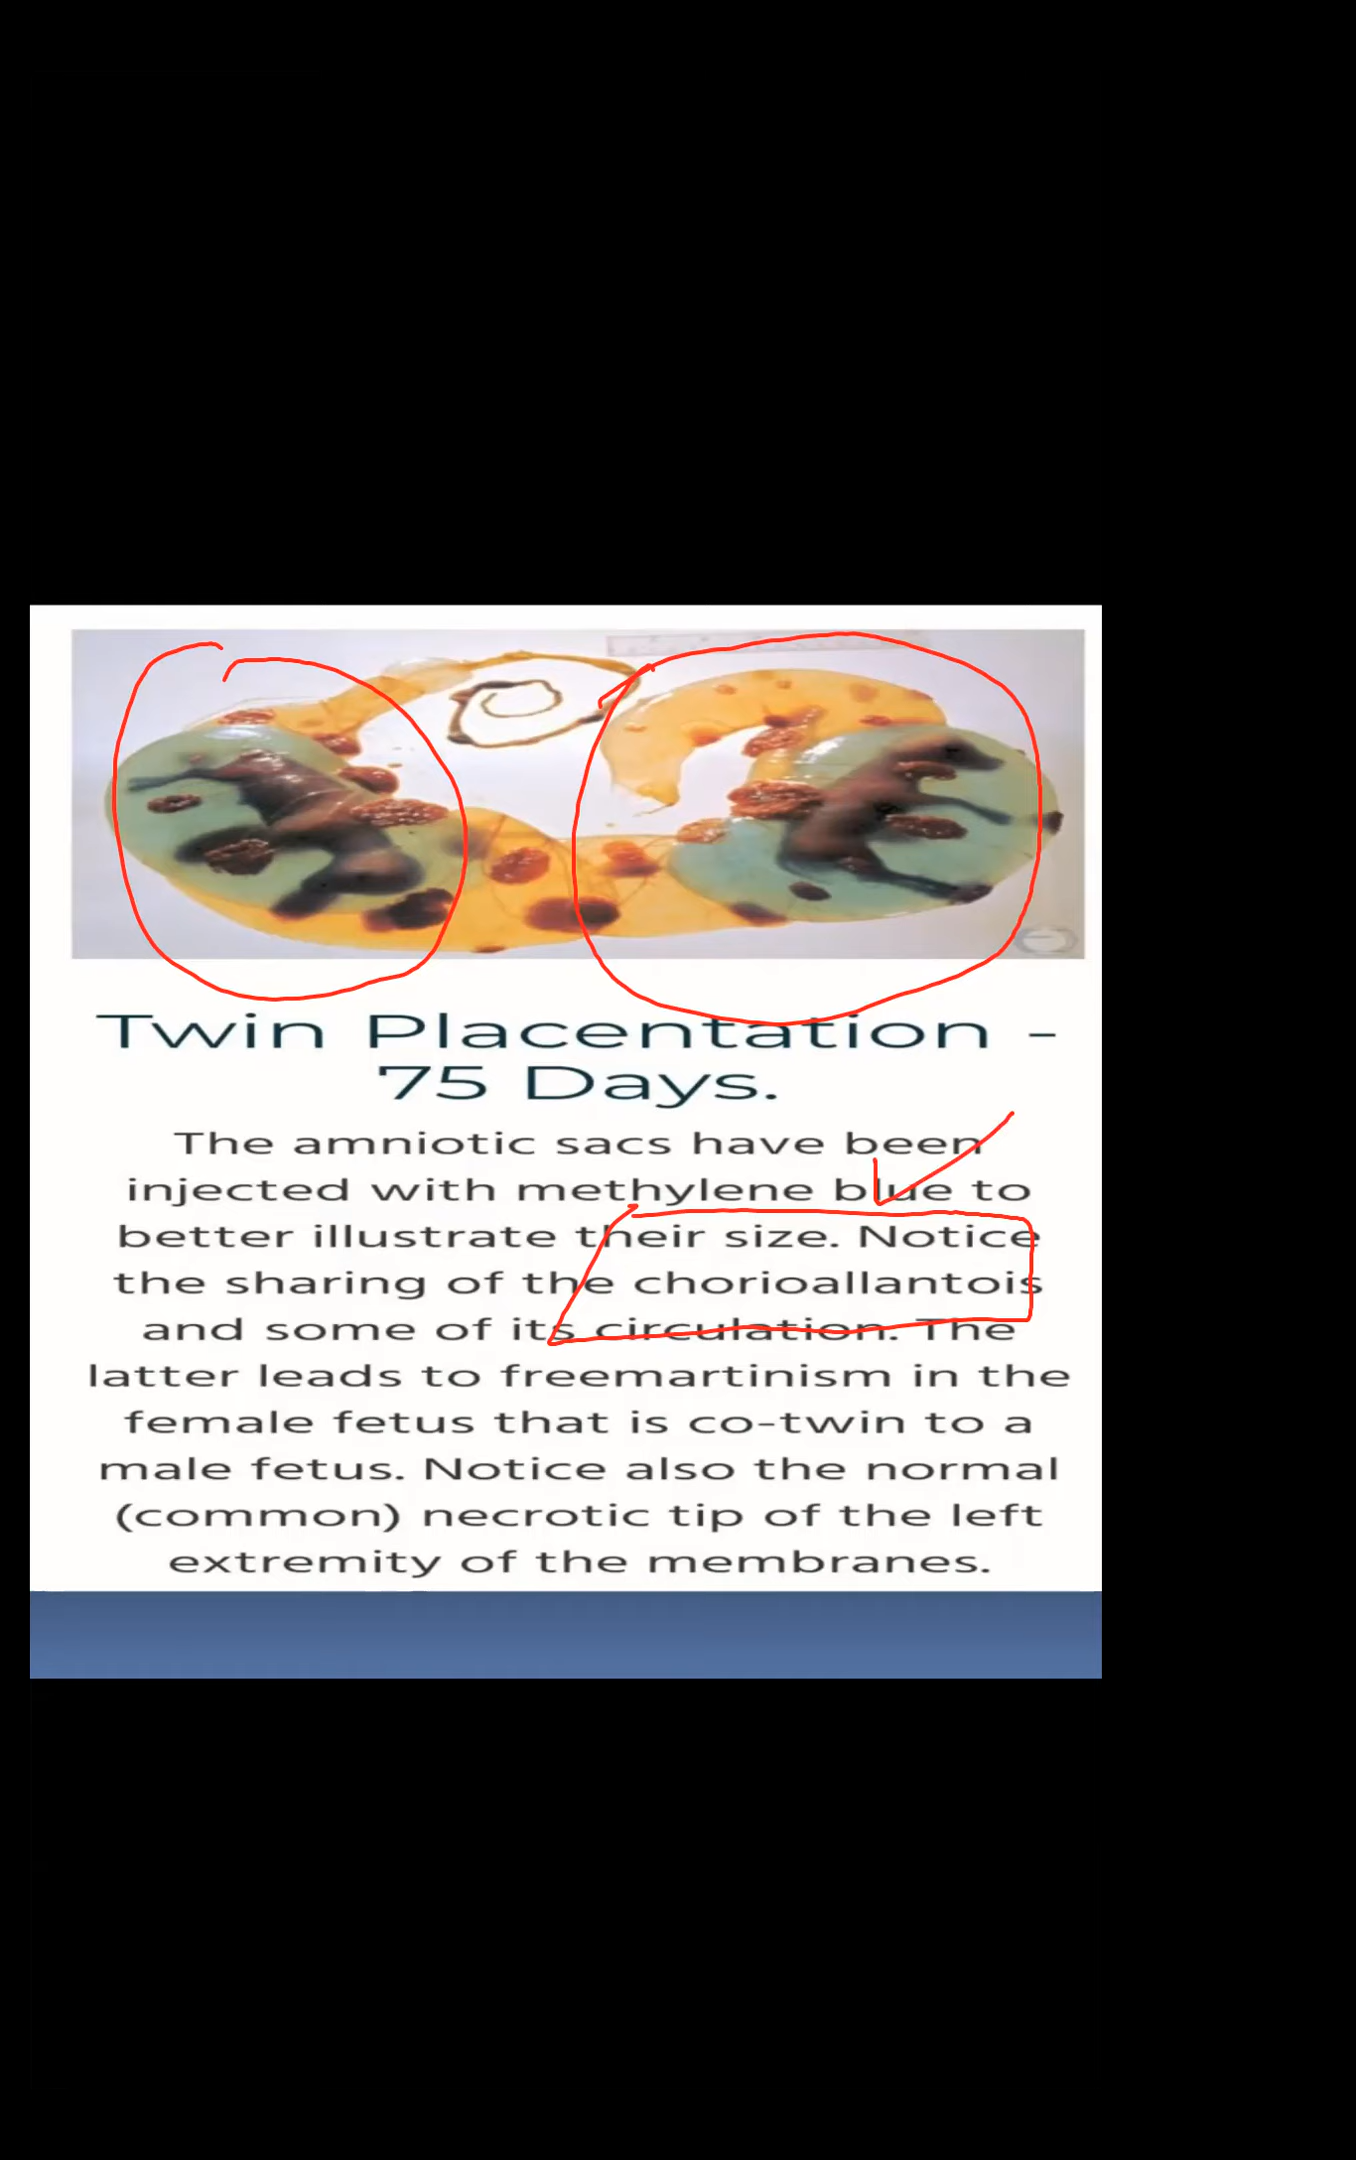 Twin Placentation -
75 Days.
The amniotic sacs have been
injected with methylene blue to
better illustrate their size. Notice
the sharing of the chorioallantois
and some of its circulation. The
latter leads to freemartinism in the
female fetus that is co-twin to a
male fetus. Notice also the normal
(common) necrotic tip of the left
extremity of the membranes.